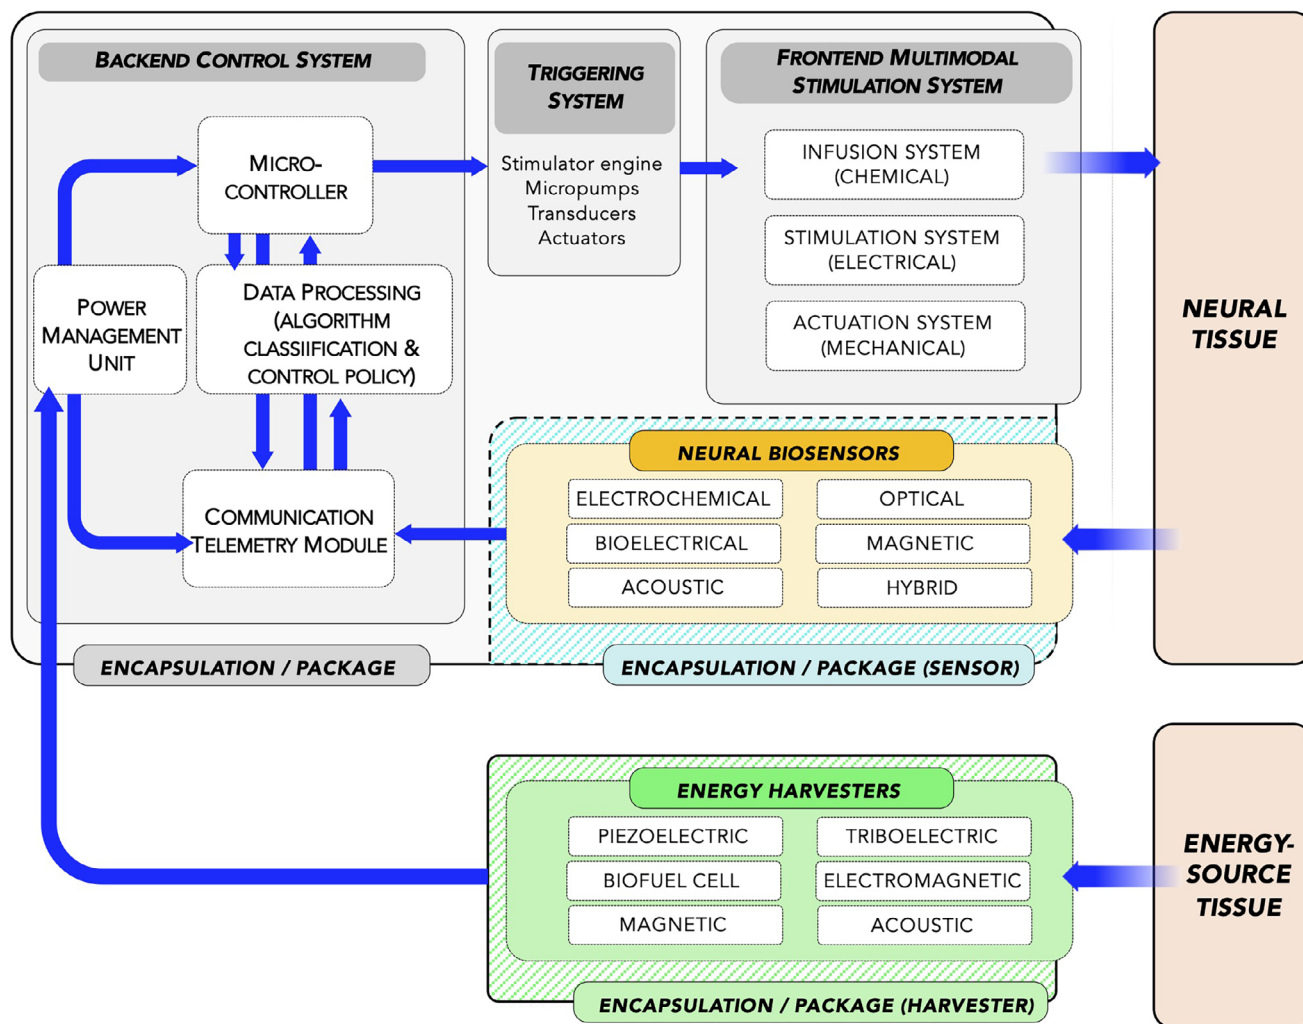 BACKEND CONTROL SYSTEM
MICRO-
CONTROLLER
POWER
MANAGEMENT
UNIT
DATA PROCESSING
(ALGORITHM
CLASSIIFICATION &
CONTROL POLICY)
COMMUNICATION
TELEMETRY MODULE
TRIGGERING
SYSTEM
Stimulator engine
Micropumps
Transducers
Actuators
FRONTEND MULTIMODAL
STIMULATION SYSTEM
INFUSION SYSTEM
(CHEMICAL)
STIMULATION SYSTEM
(ELECTRICAL)
ACTUATION SYSTEM
(MECHANICAL)
NEURAL
TISSUE
NEURAL BIOSENSORS
ELECTROCHEMICAL
OPTICAL
BIOELECTRICAL
MAGNETIC
ACOUSTIC
HYBRID
ENCAPSULATION / PACKAGE
ENCAPSULATION / PACKAGE (SENSOR)
ENERGY HARVESTERS
PIEZOELECTRIC
TRIBOELECTRIC
BIOFUEL CELL
ELECTROMAGNETIC
MAGNETIC
ACOUSTIC
ENCAPSULATION / PACKAGE (HARVESTER)
ENERGY-
SOURCE
TISSUE